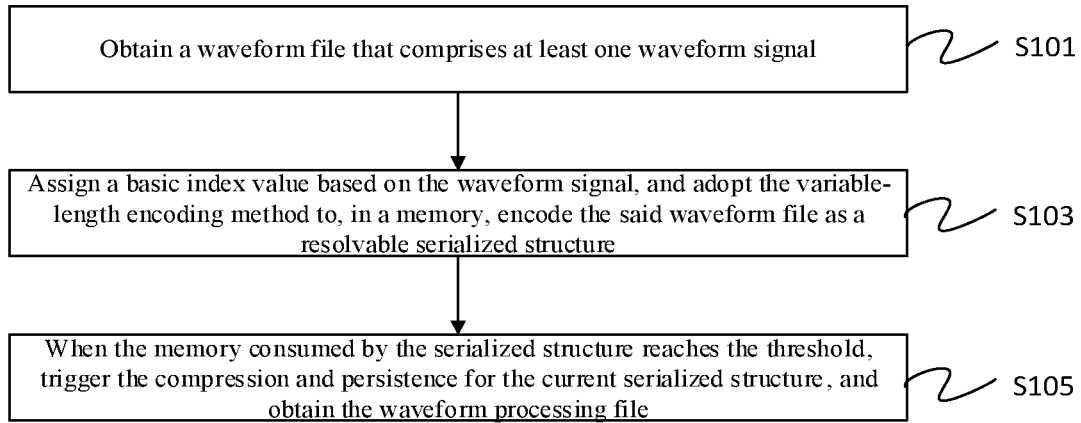 Obtain a waveform file that comprises at least one waveform signal
S101
Assign a basic index value based on the waveform signal, and adopt the variable-
length encoding method to, in a memory, encode the said waveform file as a
resolvable serialized structure
S103
When the memory consumed by the serialized structure reaches the threshold,
trigger the compression and persistence for the current serialized structure, and
obtain the waveform processing file
S105